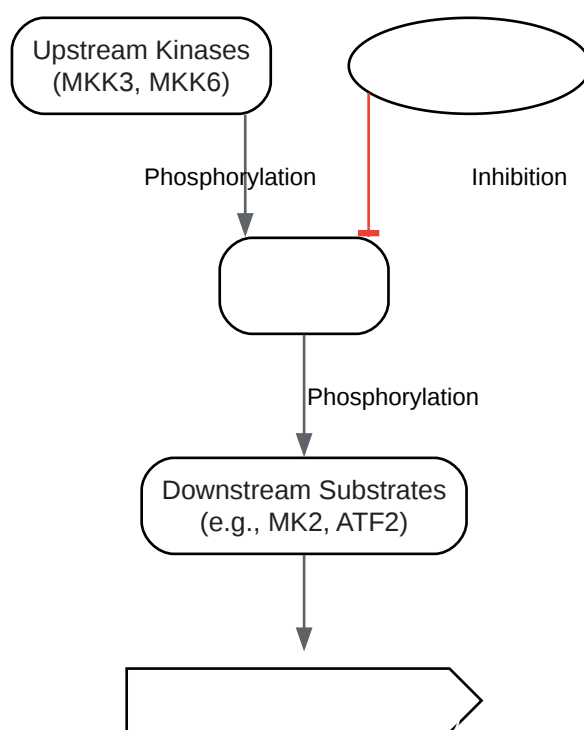 Upstream Kinases
(MKK3, MKK6)
Phosphorylation
Inhibition
Phosphorylation
Downstream Substrates
(e.g., MK2, ATF2)